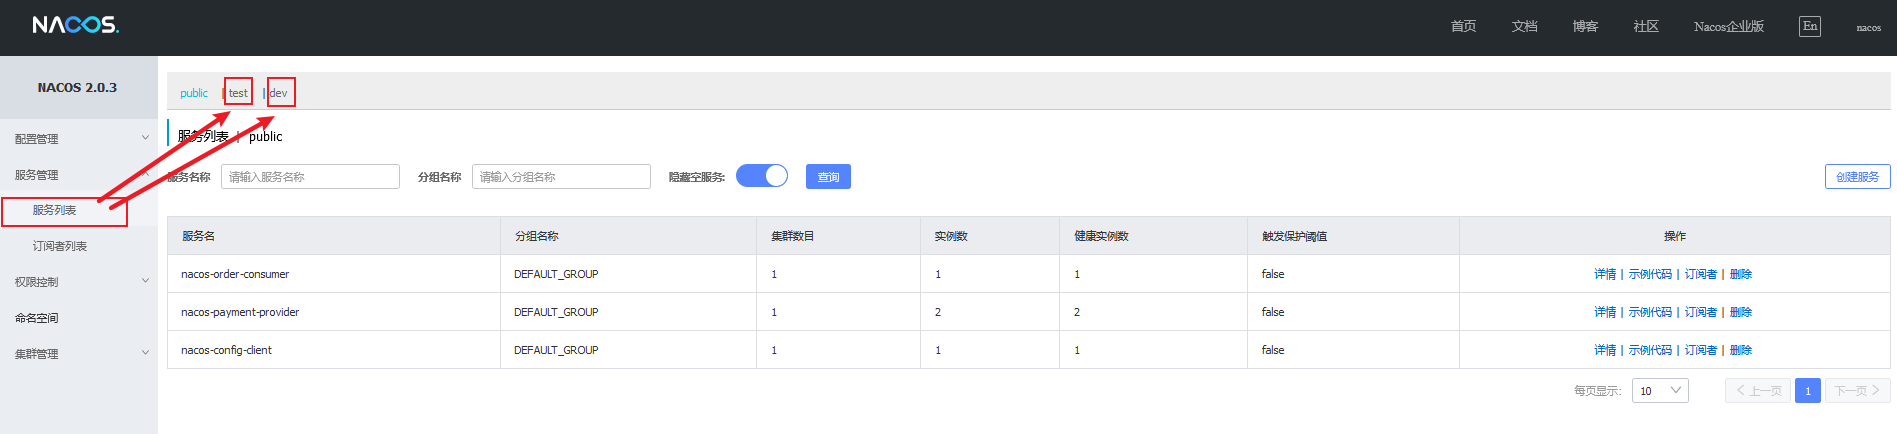 NACOS.
首页 文档 博客 社区 Nacos企业版 En nacos
NACOS 2.0.3
配置管理
服务管理
服务列表
订阅者列表
权限控制
命名空间
集群管理
public | test | dev
服务列表 | public
服务名称 请输入服务名称 分组名称 请输入分组名称 隐藏空服务: 查询 创建服务
服务名 分组名称 集群数目 实例数 健康实例数 触发保护阈值 操作
nacos-order-consumer DEFAULT_GROUP 1 1 1 false 详情 | 示例代码 | 订阅者 | 删除
nacos-payment-provider DEFAULT_GROUP 1 2 2 false 详情 | 示例代码 | 订阅者 | 删除
nacos-config-client DEFAULT_GROUP 1 1 1 false 详情 | 示例代码 | 订阅者 | 删除
每页显示: 10 上一页 1 下一页